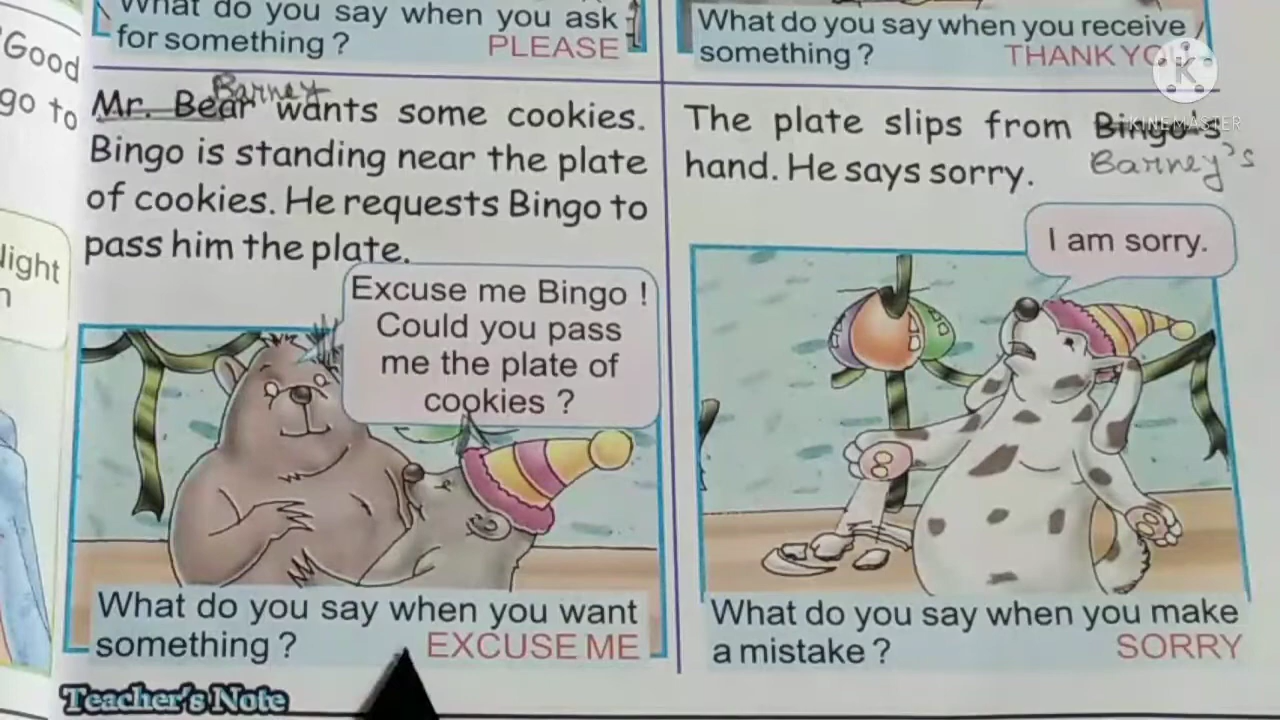 What do you say when you ask
for something ?
PLEASE
What do you say when you receive
something ?
THANK YOU
"Good
go to
Barney
Mr. Bear wants some cookies.
Bingo is standing near the plate
of cookies. He requests Bingo to
pass him the plate.
Excuse me Bingo !
Could you pass
me the plate of
cookies ?
What do you say when you want
something ?
EXCUSE ME
The plate slips from Bingo's
hand. He says sorry.
Barney's
I am sorry.
What do you say when you make
a mistake ?
SORRY
Teacher's Note
K
KINEMASTER